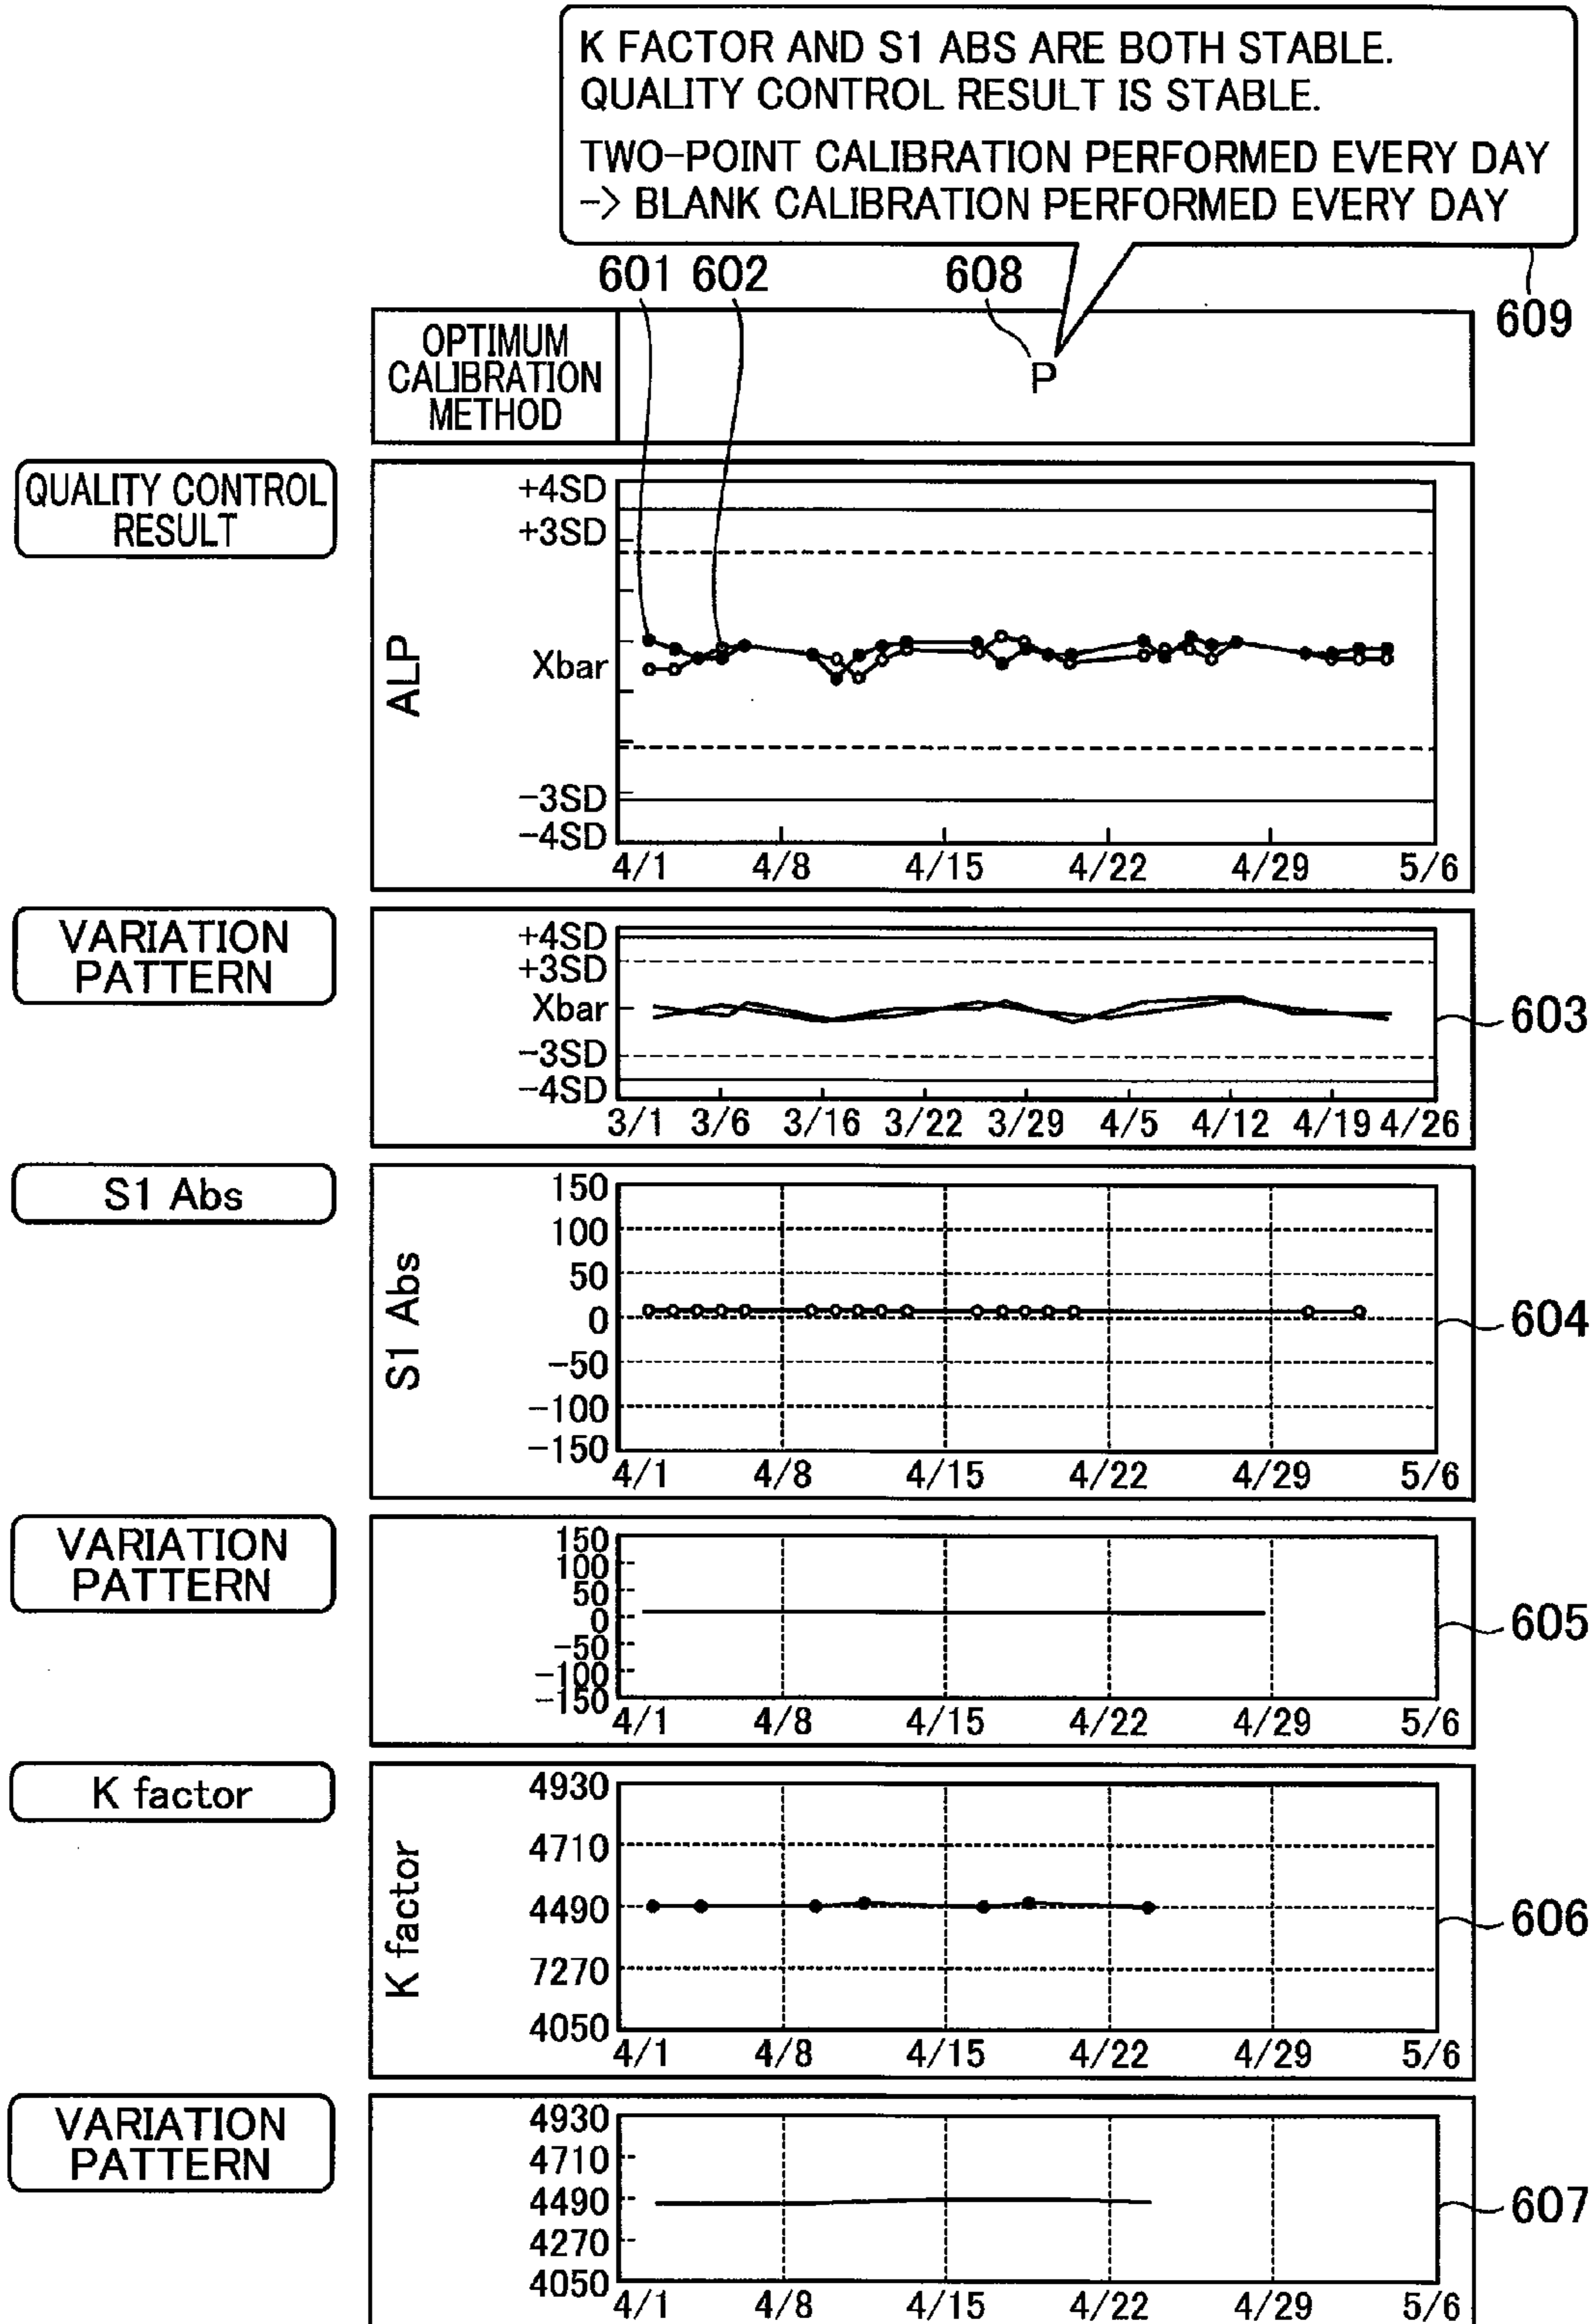 K FACTOR AND S1 ABS ARE BOTH STABLE.
QUALITY CONTROL RESULT IS STABLE.
TWO-POINT CALIBRATION PERFORMED EVERY DAY
-> BLANK CALIBRATION PERFORMED EVERY DAY
601 602 608
609
OPTIMUM
CALIBRATION
METHOD
P
QUALITY CONTROL
RESULT
ALP
+4SD
+3SD
Xbar
-3SD
-4SD
4/1 4/8 4/15 4/22 4/29 5/6
VARIATION
PATTERN
+4SD
+3SD
Xbar
-3SD
-4SD
3/1 3/6 3/16 3/22 3/29 4/5 4/12 4/19 4/26
603
S1 Abs
S1 Abs
150
100
50
0
-50
-100
-150
4/1 4/8 4/15 4/22 4/29 5/6
604
VARIATION
PATTERN
150
100
50
0
-50
-100
-150
4/1 4/8 4/15 4/22 4/29 5/6
605
K factor
K factor
4930
4710
4490
7270
4050
4/1 4/8 4/15 4/22 4/29 5/6
606
VARIATION
PATTERN
4930
4710
4490
4270
4050
4/1 4/8 4/15 4/22 4/29 5/6
607